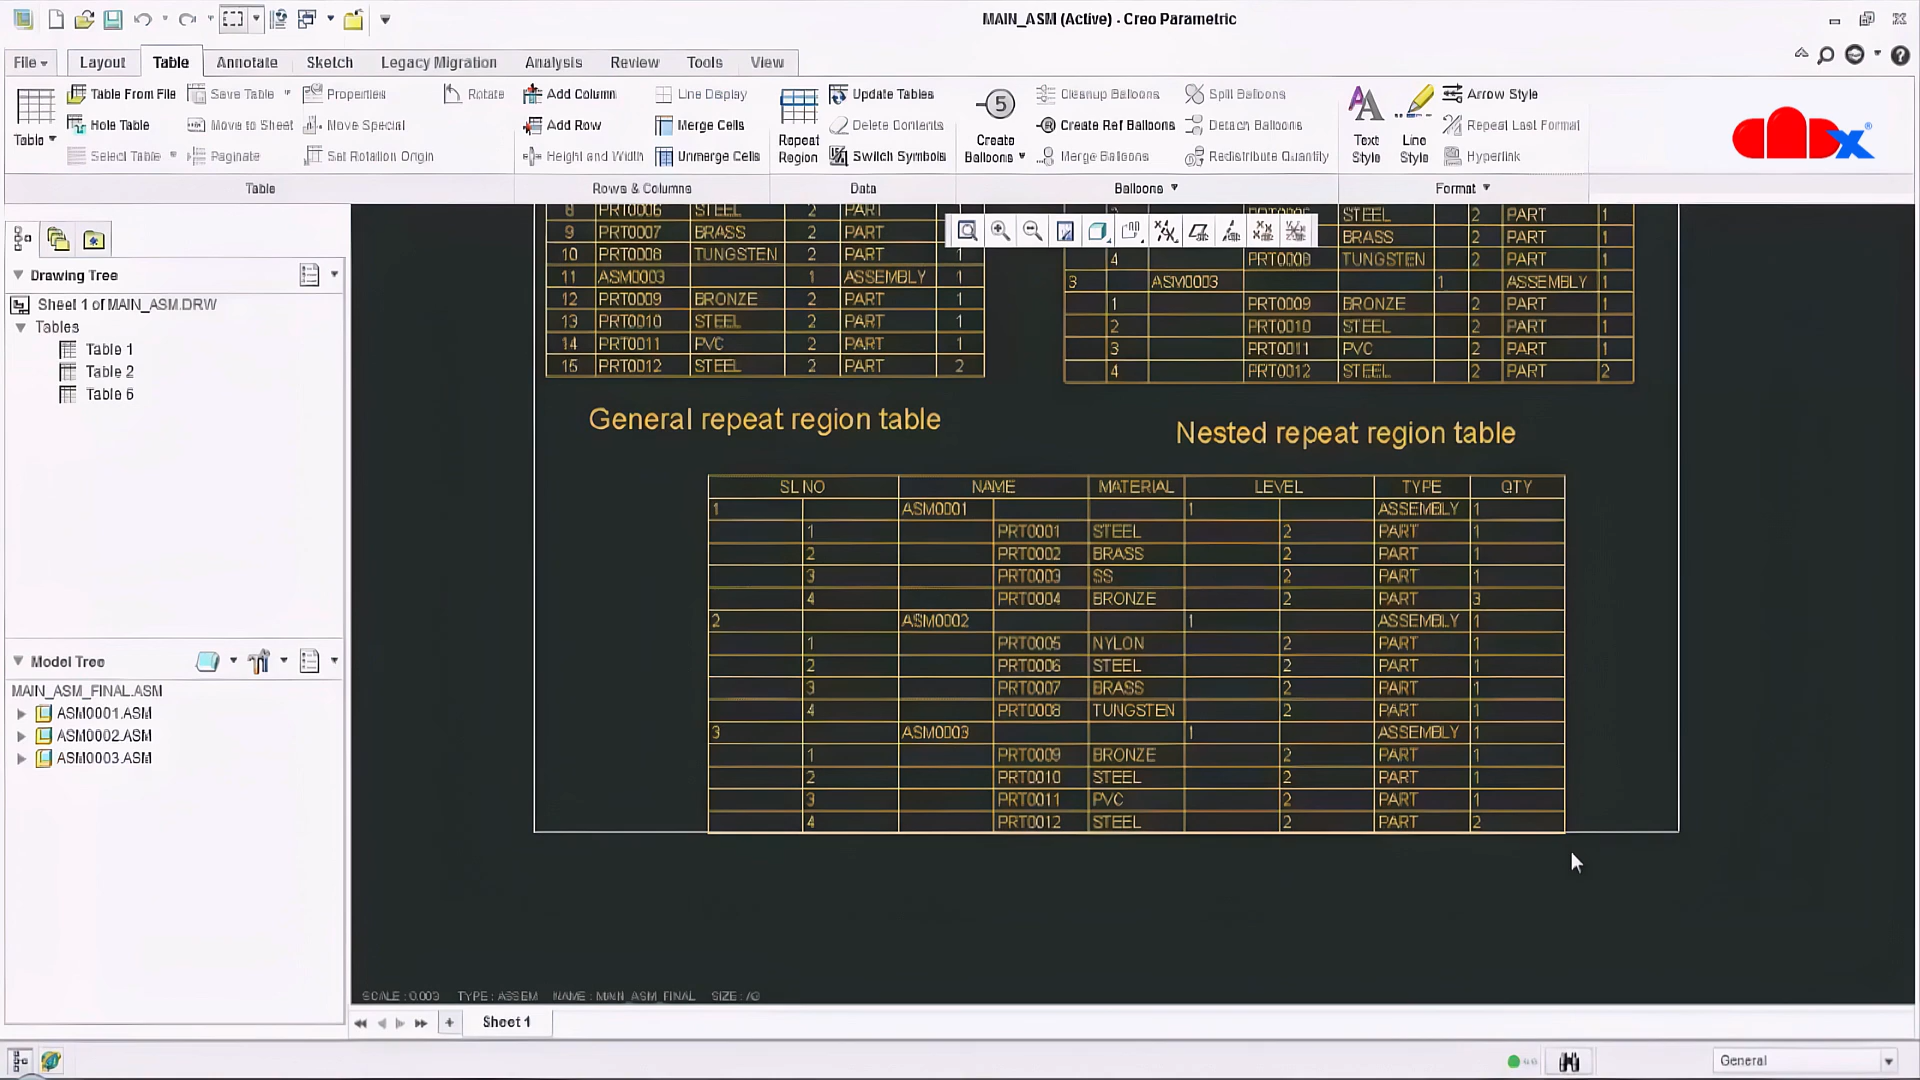 MAIN_ASM (Active) - Creo Parametric
File Layout Table Annotate Sketch Legacy Migration Analysis Review Tools View
Table From File Save Table Properties Rotate Add Column Line Display Update Tables Cleanup Balloons Split Balloons Arrow Style
Hole Table Move to Sheet Move Special Add Row Merge Cells Delete Contents Create Ref Balloons Detach Balloons Repeat Last Format
Table Select Table Paginate Set Rotation Origin Height and Width Unmerge Cells Repeat Region Switch Symbols 5 Create Balloons Merge Balloons Redistribute Quantity Text Style Line Style Hyperlink
Table Rows & Columns Data Balloons Format
Drawing Tree
Sheet 1 of MAIN_ASM.DRW
Tables
Table 1
Table 2
Table 6
Model Tree
MAIN_ASM_FINAL.ASM
ASM0001.ASM
ASM0002.ASM
ASM0003.ASM
8 PRT0006 STEEL 2 PART
9 PRT0007 BRASS 2 PART
10 PRT0008 TUNGSTEN 2 PART 1
11 ASM0003 1 ASSEMBLY 1
12 PRT0009 BRONZE 2 PART 1
13 PRT0010 STEEL 2 PART 1
14 PRT0011 PVC 2 PART 1
15 PRT0012 STEEL 2 PART 2
General repeat region table
STEEL 2 PART 1
BRASS 2 PART 1
4 PRT0008 TUNGSTEN 2 PART 1
3 ASM0003 1 ASSEMBLY 1
1 PRT0009 BRONZE 2 PART 1
2 PRT0010 STEEL 2 PART 1
3 PRT0011 PVC 2 PART 1
4 PRT0012 STEEL 2 PART 2
Nested repeat region table
SL NO NAME MATERIAL LEVEL TYPE QTY
1 ASM0001 1 ASSEMBLY 1
1 PRT0001 STEEL 2 PART 1
2 PRT0002 BRASS 2 PART 1
3 PRT0003 SS 2 PART 1
4 PRT0004 BRONZE 2 PART 3
2 ASM0002 1 ASSEMBLY 1
1 PRT0005 NYLON 2 PART 1
2 PRT0006 STEEL 2 PART 1
3 PRT0007 BRASS 2 PART 1
4 PRT0008 TUNGSTEN 2 PART 1
3 ASM0003 1 ASSEMBLY 1
1 PRT0009 BRONZE 2 PART 1
2 PRT0010 STEEL 2 PART 1
3 PRT0011 PVC 2 PART 1
4 PRT0012 STEEL 2 PART 2
SCALE : 0.003 TYPE : ASSEM NAME : MAIN_ASM_FINAL SIZE :
Sheet 1
General